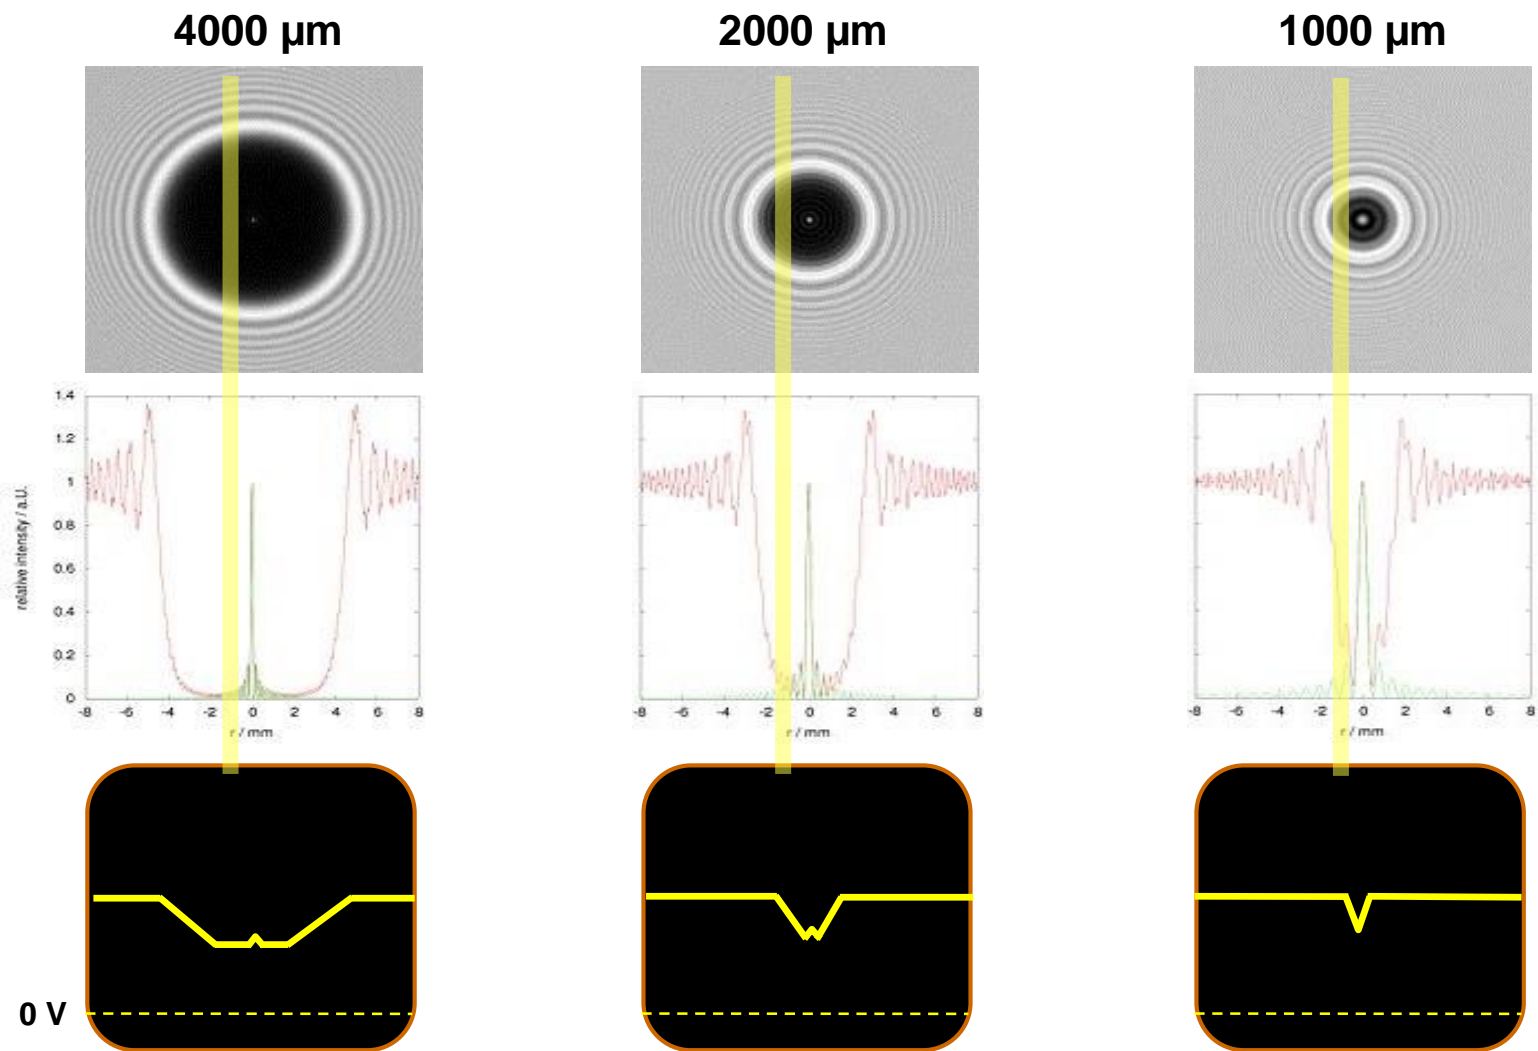 4000 µm 2000 µm 1000 µm
relative intensity / a.U.
1.4
1.2
1
0.8
0.6
0.4
0.2
0
-8 -6 -4 -2 0 2 4 6 8
r / mm
-8 -6 -4 -2 0 2 4 6 8
r / mm
-8 -6 -4 -2 0 2 4 6 8
r / mm
0 V